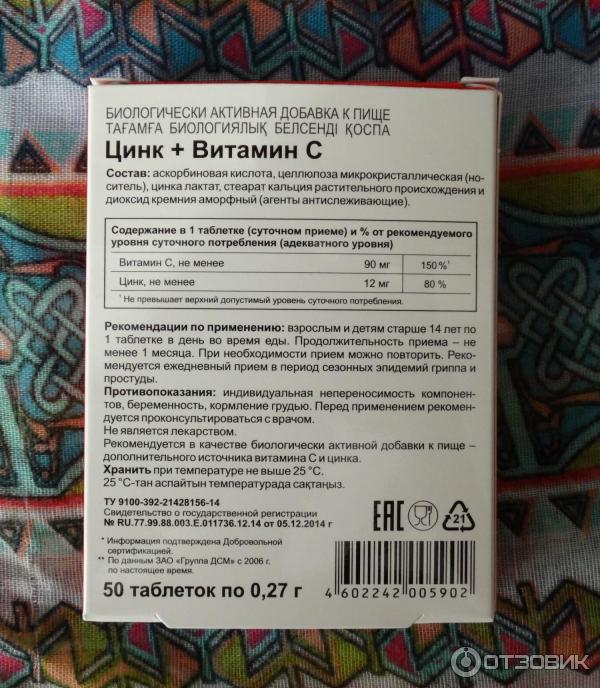 БИОЛОГИЧЕСКИ АКТИВНАЯ ДОБАВКА К ПИЩЕ
ТАҒАМҒА БИОЛОГИЯЛЫҚ БЕЛСЕНДІ ҚОСПА
Цинк + Витамин С
Состав: аскорбиновая кислота, целлюлоза микрокристаллическая (но-
ситель), цинка лактат, стеарат кальция растительного происхождения и
диоксид кремния аморфный (агенты антислеживающие).
Содержание в 1 таблетке (суточном приеме) и % от рекомендуемого
уровня суточного потребления (адекватного уровня)
Витамин С, не менее 90 мг 150 %¹
Цинк, не менее 12 мг 80 %
¹ Не превышает верхний допустимый уровень суточного потребления.
Рекомендации по применению: взрослым и детям старше 14 лет по
1 таблетке в день во время еды. Продолжительность приема – не
менее 1 месяца. При необходимости прием можно повторить. Реко-
мендуется ежедневный прием в период сезонных эпидемий гриппа и
простуды.
Противопоказания: индивидуальная непереносимость компонен-
тов, беременность, кормление грудью. Перед применением рекомен-
дуется проконсультироваться с врачом.
Не является лекарством.
Рекомендуется в качестве биологически активной добавки к пище –
дополнительного источника витамина С и цинка.
Хранить при температуре не выше 25 °С.
25 °С-тан аспайтын температурада сақтаңыз.
ТУ 9100-392-21428156-14
Свидетельство о государственной регистрации
№ RU.77.99.88.003.Е.011736.12.14 от 05.12.2014 г
* Информация подтверждена Добровольной
сертификацией.
** По данным ЗАО «Группа ДСМ» с 2006 г.
по настоящее время.
EAC
21
50 таблеток по 0,27 г
4 602242 005902
ОТЗОВИК